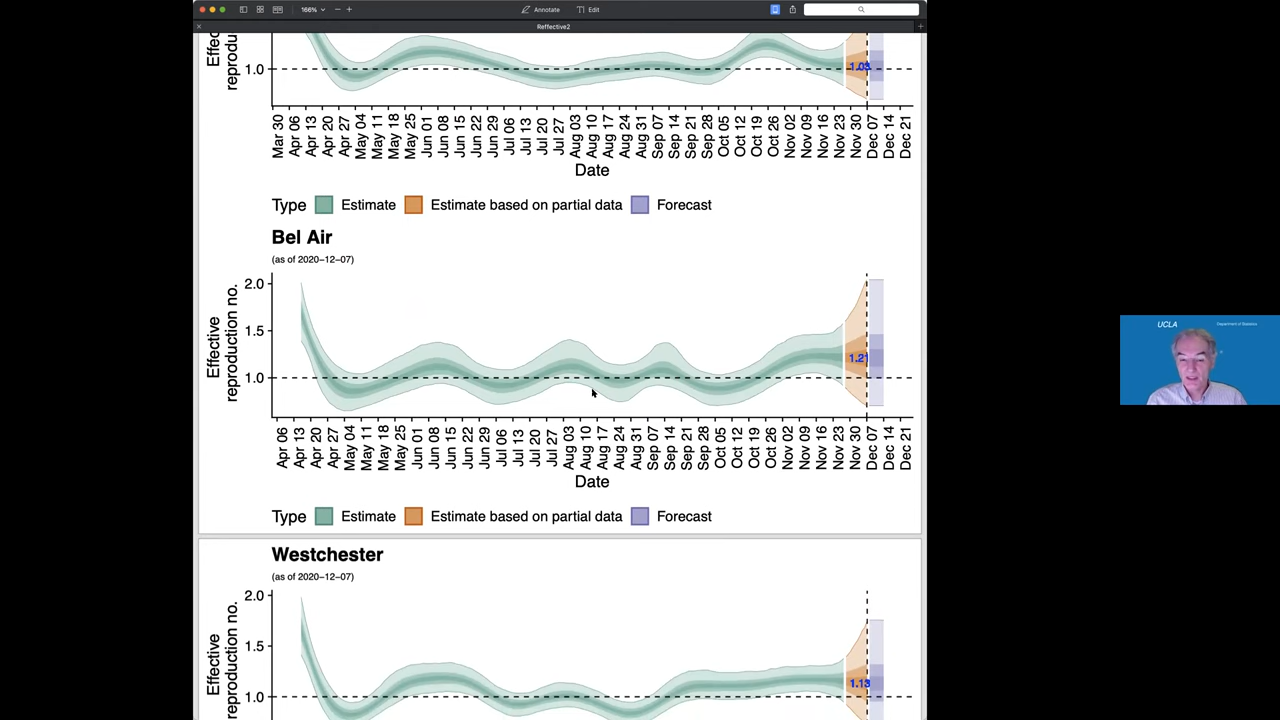 166%
Annotate
Edit
Reffective2
Effec
reproduc
1.0
1.03
Mar 30 Apr 06 Apr 13 Apr 20 Apr 27 May 04 May 11 May 18 May 25 Jun 01 Jun 08 Jun 15 Jun 22 Jun 29 Jul 06 Jul 13 Jul 20 Jul 27 Aug 03 Aug 10 Aug 17 Aug 24 Aug 31 Sep 07 Sep 14 Sep 21 Sep 28 Oct 05 Oct 12 Oct 19 Oct 26 Nov 02 Nov 09 Nov 16 Nov 23 Nov 30 Dec 07 Dec 14 Dec 21
Date
Type Estimate Estimate based on partial data Forecast
Bel Air
(as of 2020-12-07)
Effective
reproduction no.
2.0
1.5
1.0
1.21
Apr 06 Apr 13 Apr 20 Apr 27 May 04 May 11 May 18 May 25 Jun 01 Jun 08 Jun 15 Jun 22 Jun 29 Jul 06 Jul 13 Jul 20 Jul 27 Aug 03 Aug 10 Aug 17 Aug 24 Aug 31 Sep 07 Sep 14 Sep 21 Sep 28 Oct 05 Oct 12 Oct 19 Oct 26 Nov 02 Nov 09 Nov 16 Nov 23 Nov 30 Dec 07 Dec 14 Dec 21
Date
Type Estimate Estimate based on partial data Forecast
Westchester
(as of 2020-12-07)
Effective
reproduction no.
2.0
1.5
1.0
1.13
UCLA
Department of Statistics